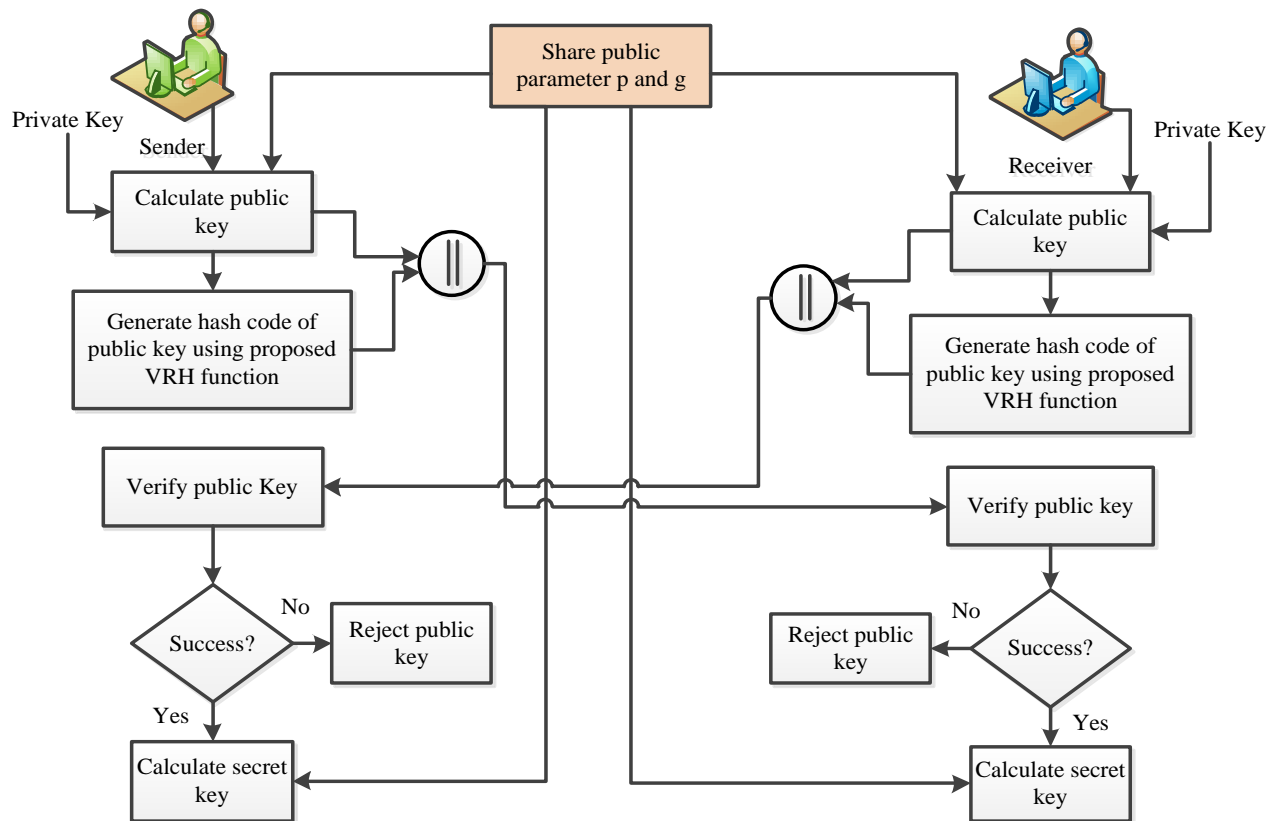 Share public
parameter p and g
Private Key
Sender
Private Key
Receiver
Calculate public
key
Calculate public
key
||
||
Generate hash code of
public key using proposed
VRH function
Generate hash code of
public key using proposed
VRH function
Verify public Key
Verify public key
Success?
No
Reject public
key
Yes
Calculate secret
key
No
Reject public
key
Success?
Yes
Calculate secret
key